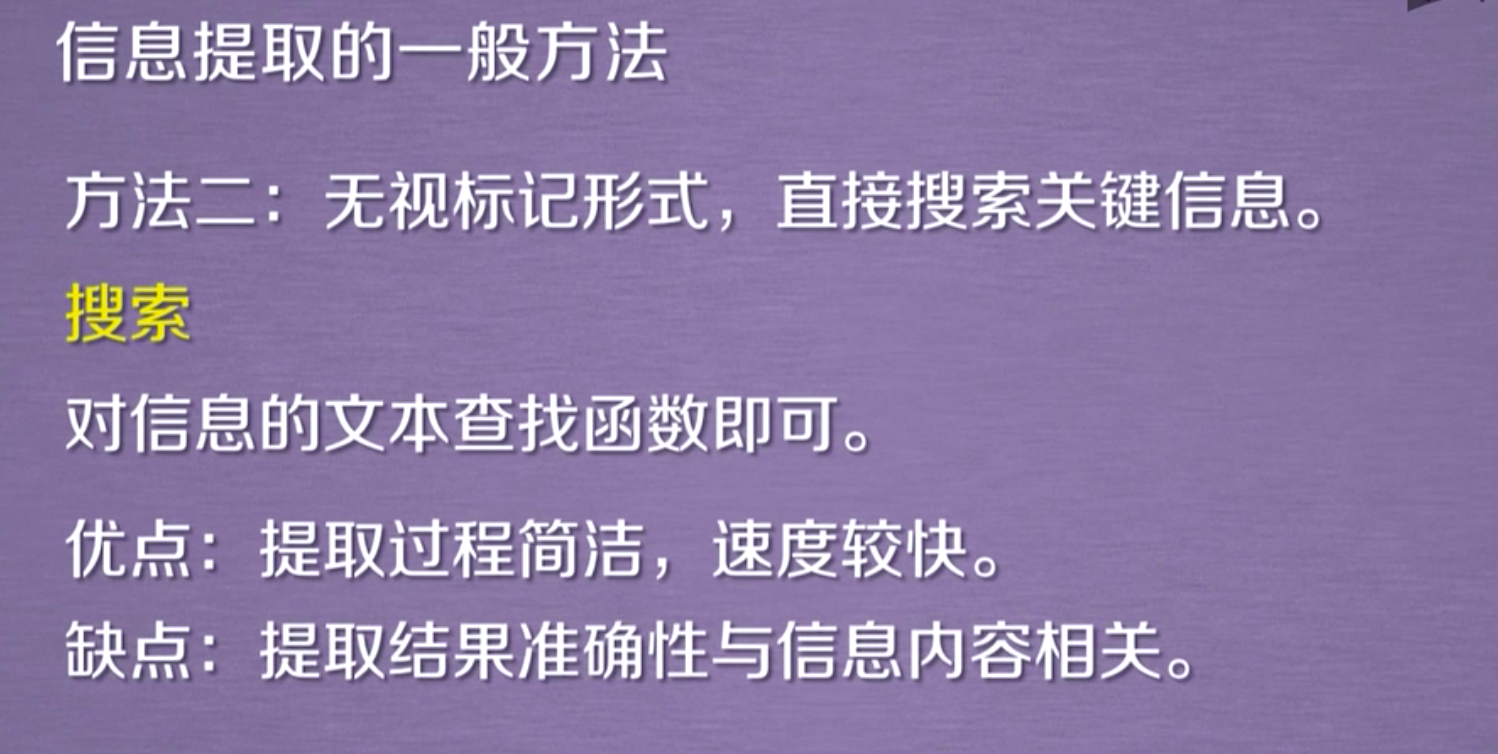 信息提取的一般方法
方法二：无视标记形式，直接搜索关键信息。
搜索
对信息的文本查找函数即可。
优点：提取过程简洁，速度较快。
缺点：提取结果准确性与信息内容相关。